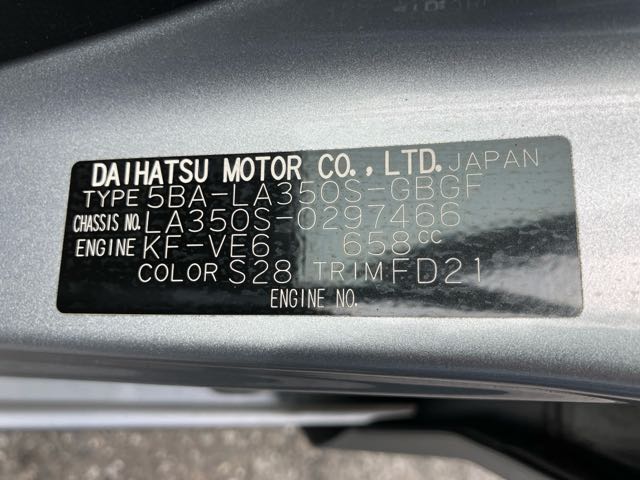 DAIHATSU MOTOR CO., LTD. JAPAN
TYPE 5BA-LA350S-GBGF
CHASSIS NO. LA350S-0297466
ENGINE KF-VE6 658cc
COLOR S28 TRIM FD21
ENGINE NO.